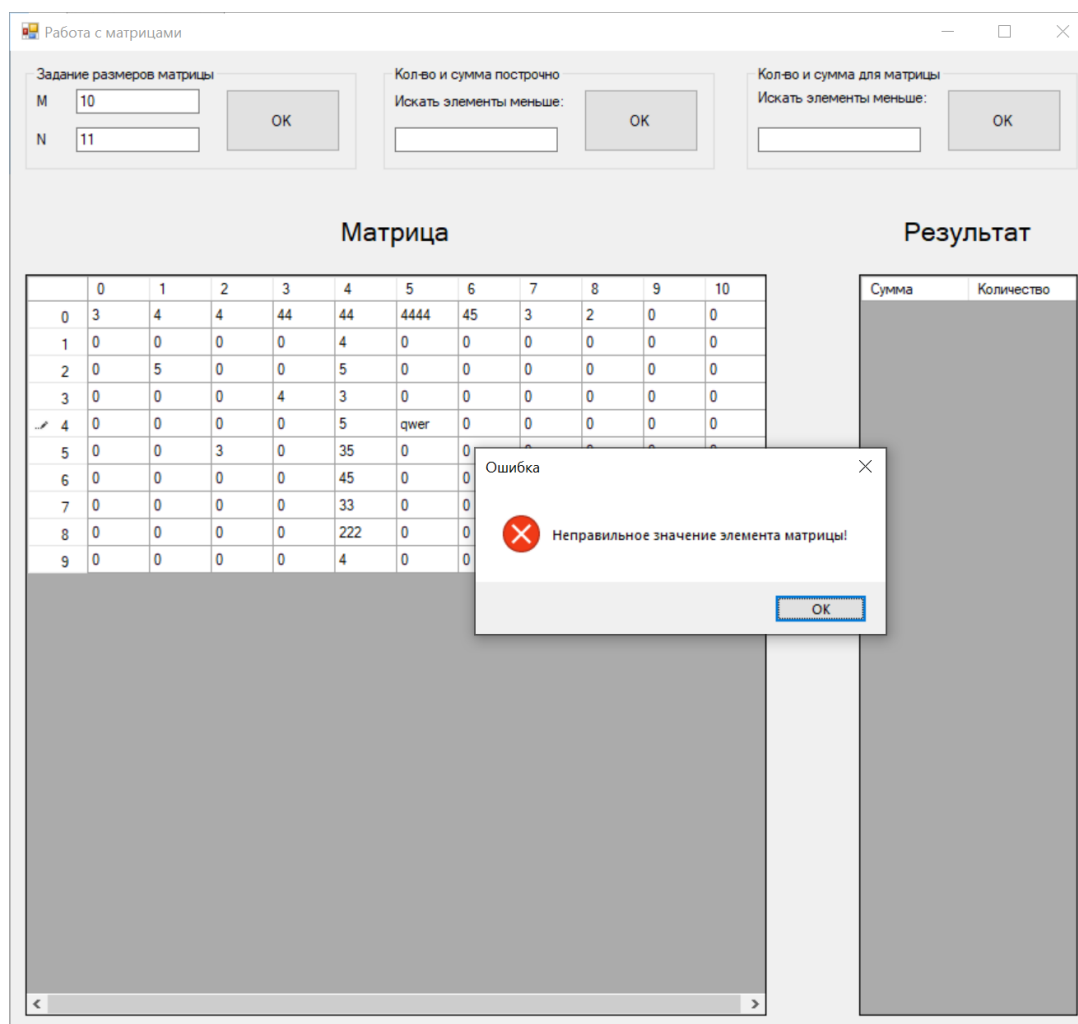 Работа с матрицами
Задание размеров матрицы
M 10
N 11
OK
Кол-во и сумма построчно
Искать элементы меньше:
OK
Кол-во и сумма для матрицы
Искать элементы меньше:
OK
Матрица
Результат
0 1 2 3 4 5 6 7 8 9 10
0 3 4 4 44 44 4444 45 3 2 0 0
1 0 0 0 0 4 0 0 0 0 0 0
2 0 5 0 0 5 0 0 0 0 0 0
3 0 0 0 4 3 0 0 0 0 0 0
4 0 0 0 0 5 qwer 0 0 0 0 0
5 0 0 3 0 35 0 0
6 0 0 0 0 45 0 0
7 0 0 0 0 33 0 0
8 0 0 0 0 222 0 0
9 0 0 0 0 4 0 0
Сумма Количество
Ошибка
Неправильное значение элемента матрицы!
OK